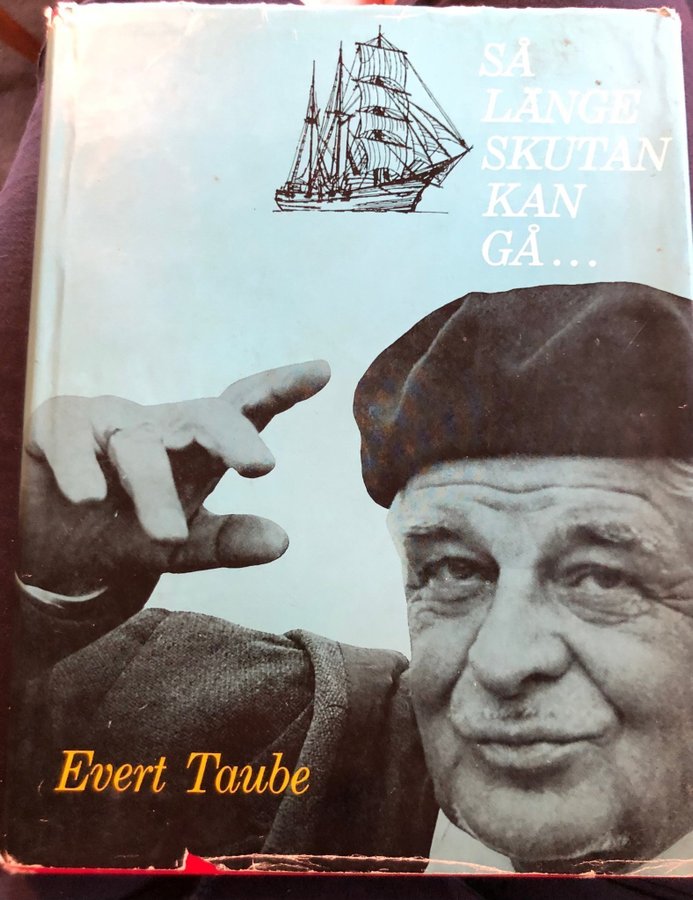 SÅ
LÄNGE
SKUTAN
KAN
GÅ...
Evert Taube